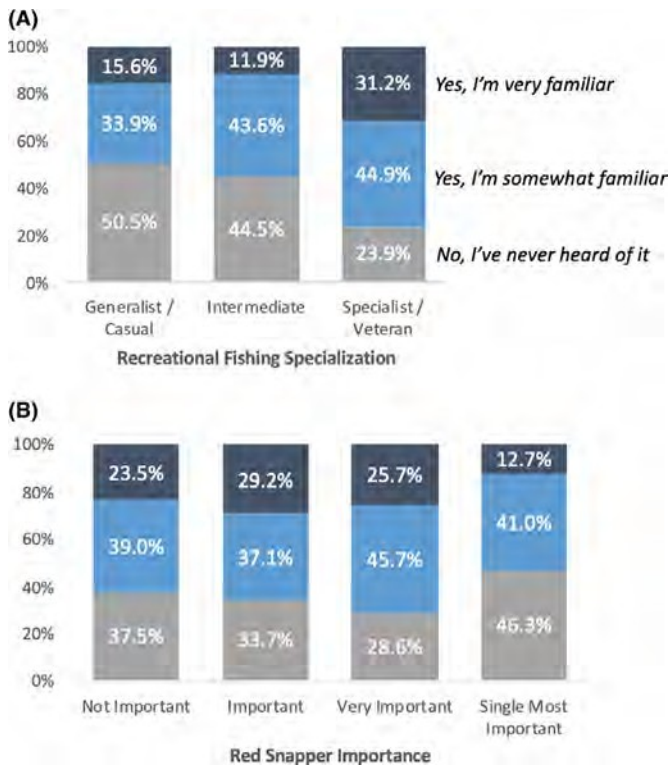 (A)
100%
80%
60%
40%
20%
0%
15.6%
11.9%
31.2%
Yes, I'm very familiar
33.9%
43.6%
44.9%
Yes, I'm somewhat familiar
50.5%
44.5%
23.9%
No, I've never heard of it
Generalist /
Casual
Intermediate
Specialist /
Veteran
Recreational Fishing Specialization
(B)
100%
80%
60%
40%
20%
0%
23.5%
29.2%
25.7%
12.7%
39.0%
37.1%
45.7%
41.0%
37.5%
33.7%
28.6%
46.3%
Not Important
Important
Very Important
Single Most
Important
Red Snapper Importance